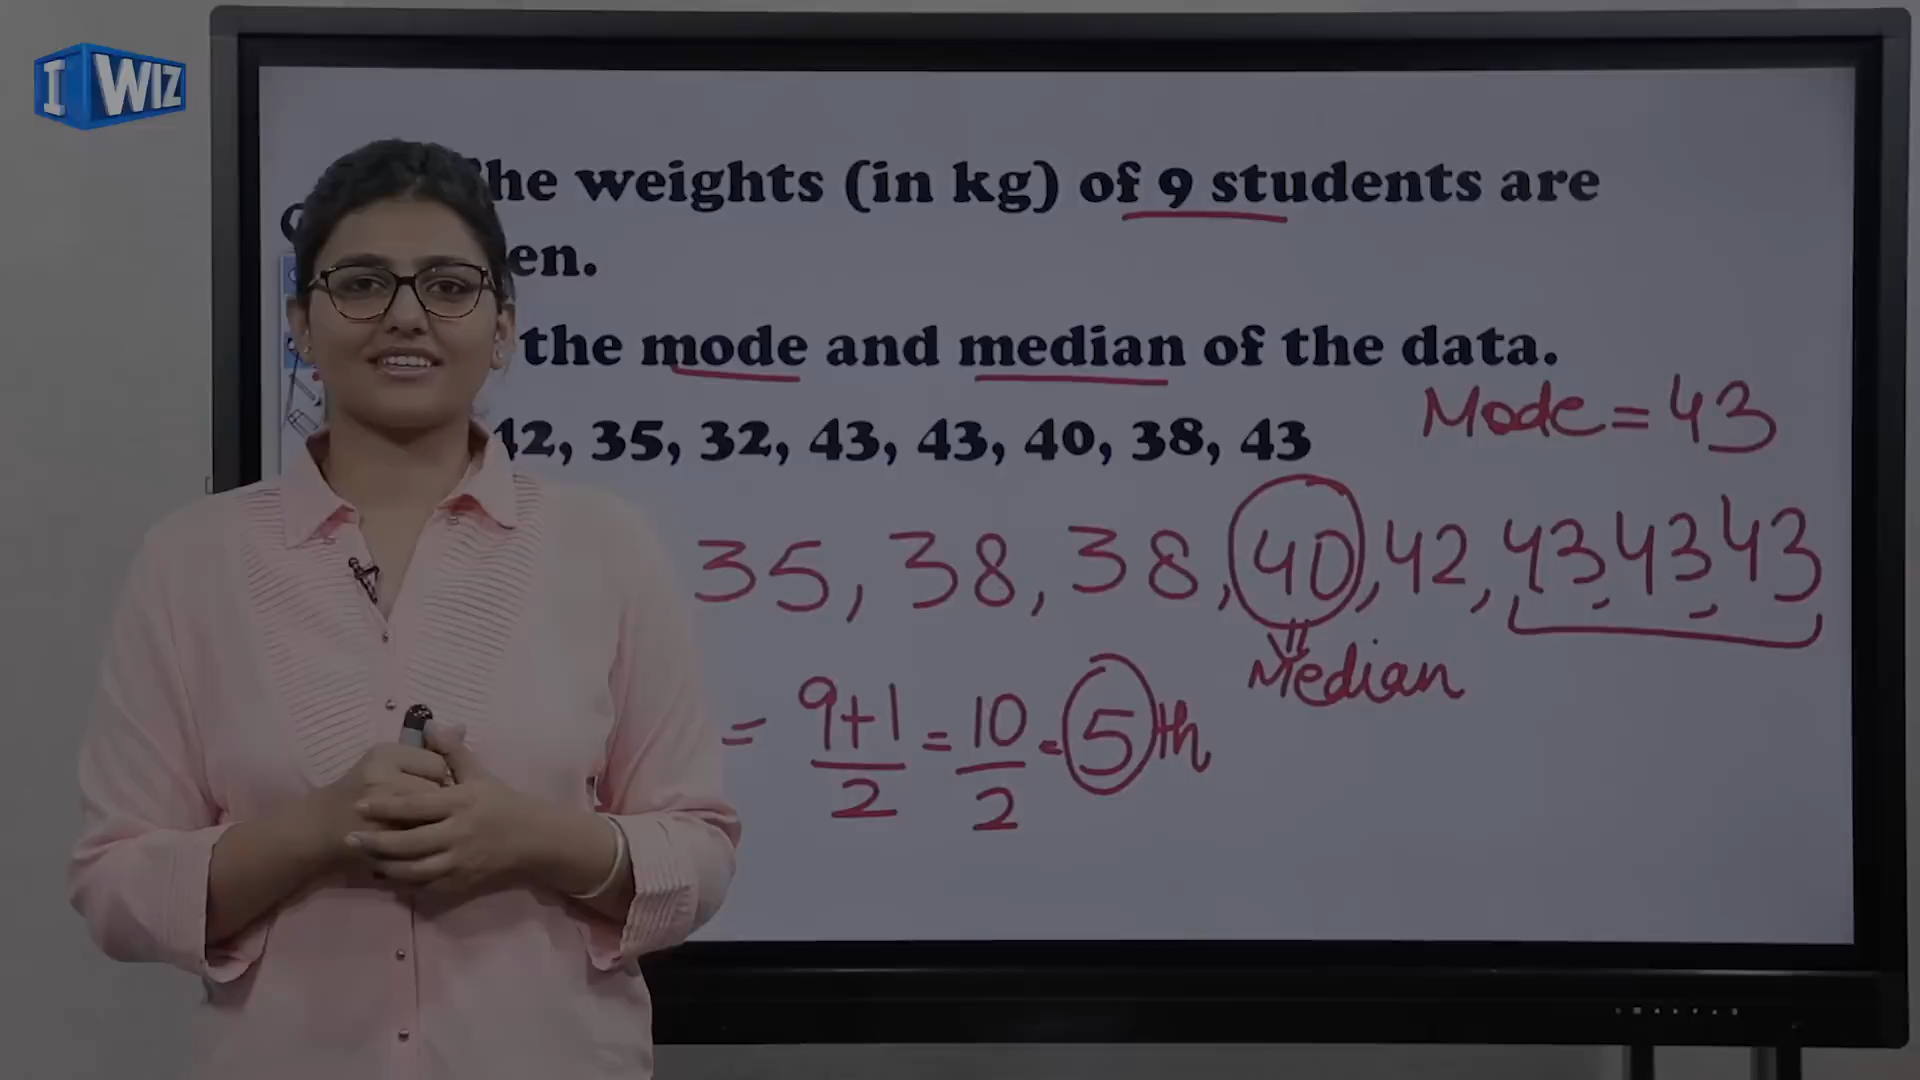 I WIZ
he weights (in kg) of 9 students are
en.
the mode and median of the data.
Mode = 43
42, 35, 32, 43, 43, 40, 38, 43
35, 38, 38, 40, 42, 43, 43, 43
Median
= 9+1/2 = 10/2 = 5th